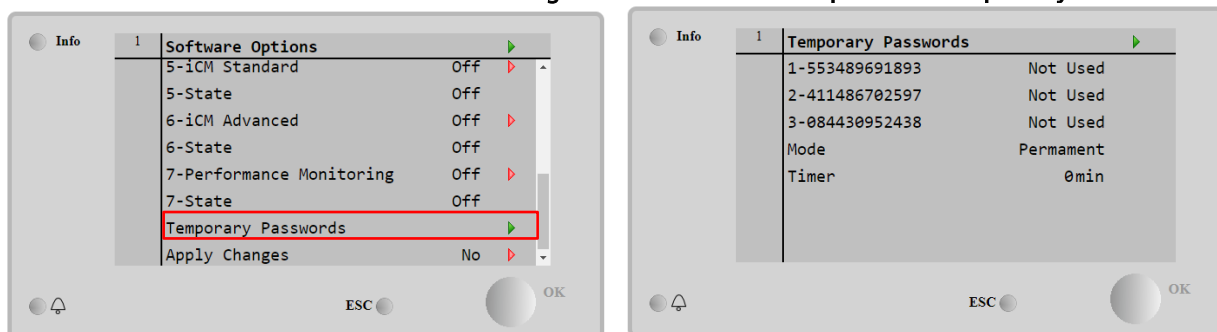 Info
1 Software Options
5-iCM Standard Off
5-State Off
6-iCM Advanced Off
6-State Off
7-Performance Monitoring Off
7-State Off
Temporary Passwords
Apply Changes No
ESC
OK
Info
1 Temporary Passwords
1-553489691893 Not Used
2-411486702597 Not Used
3-084430952438 Not Used
Mode Permament
Timer 0min
ESC
OK